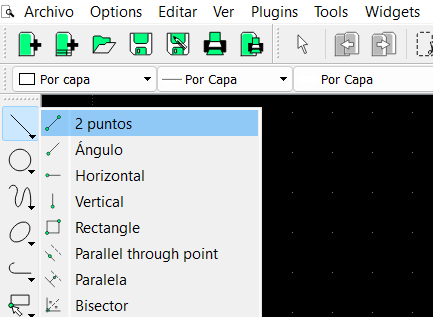 Archivo Options Editar Ver Plugins Tools Widgets
Por capa Por Capa Por Capa
2 puntos
Ángulo
Horizontal
Vertical
Rectangle
Parallel through point
Paralela
Bisector